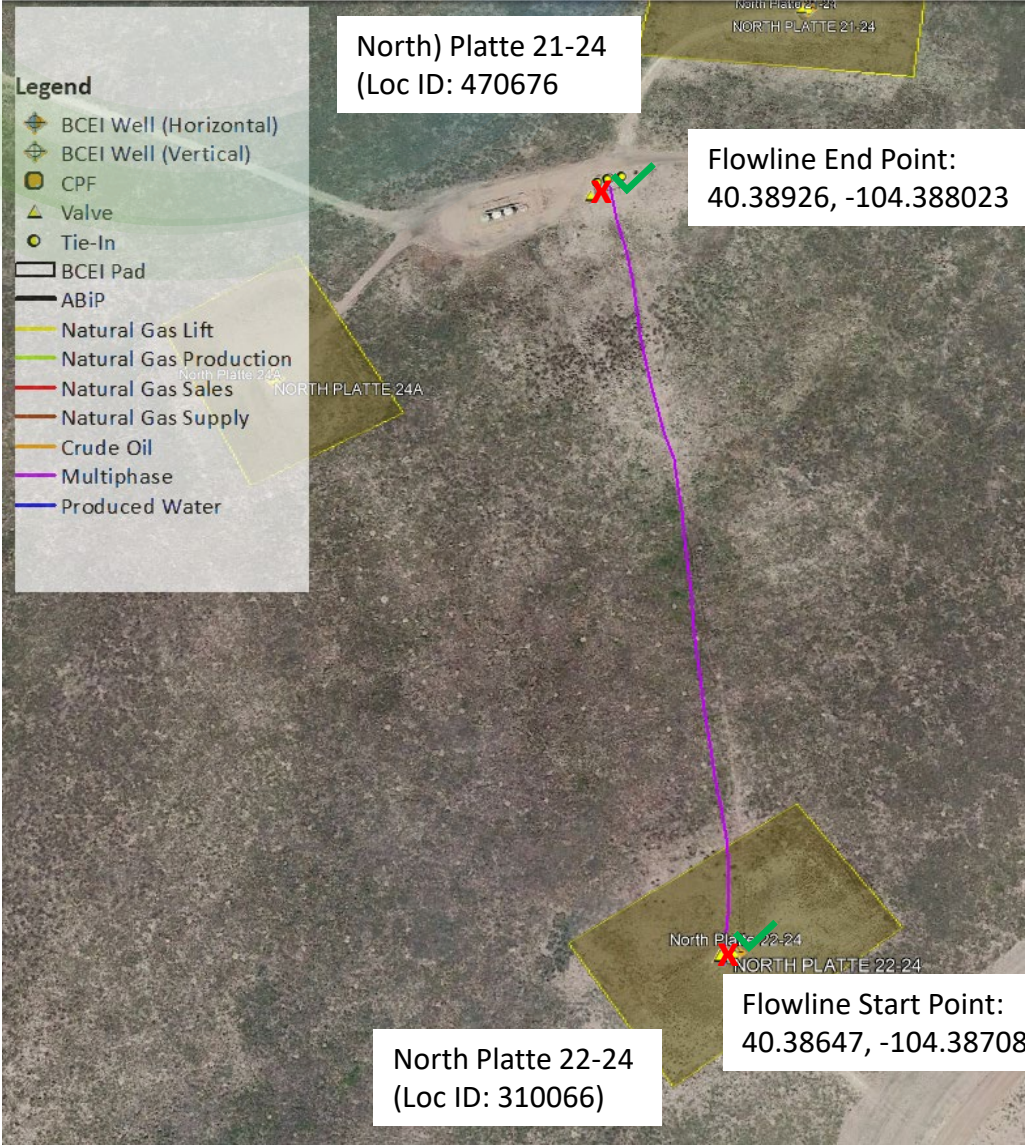 North Platte 21-24
NORTH PLATTE 21-24
North) Platte 21-24
(Loc ID: 470676
Legend
BCEI Well (Horizontal)
BCEI Well (Vertical)
CPF
Valve
Tie-In
BCEI Pad
ABiP
Natural Gas Lift
Natural Gas Production
Natural Gas Sales
Natural Gas Supply
Crude Oil
Multiphase
Produced Water
Flowline End Point:
40.38926, -104.388023
North Platte 24A
NORTH PLATTE 24A
X
North Platte 22-24
X
NORTH PLATTE 22-24
Flowline Start Point:
40.38647, -104.38708
North Platte 22-24
(Loc ID: 310066)